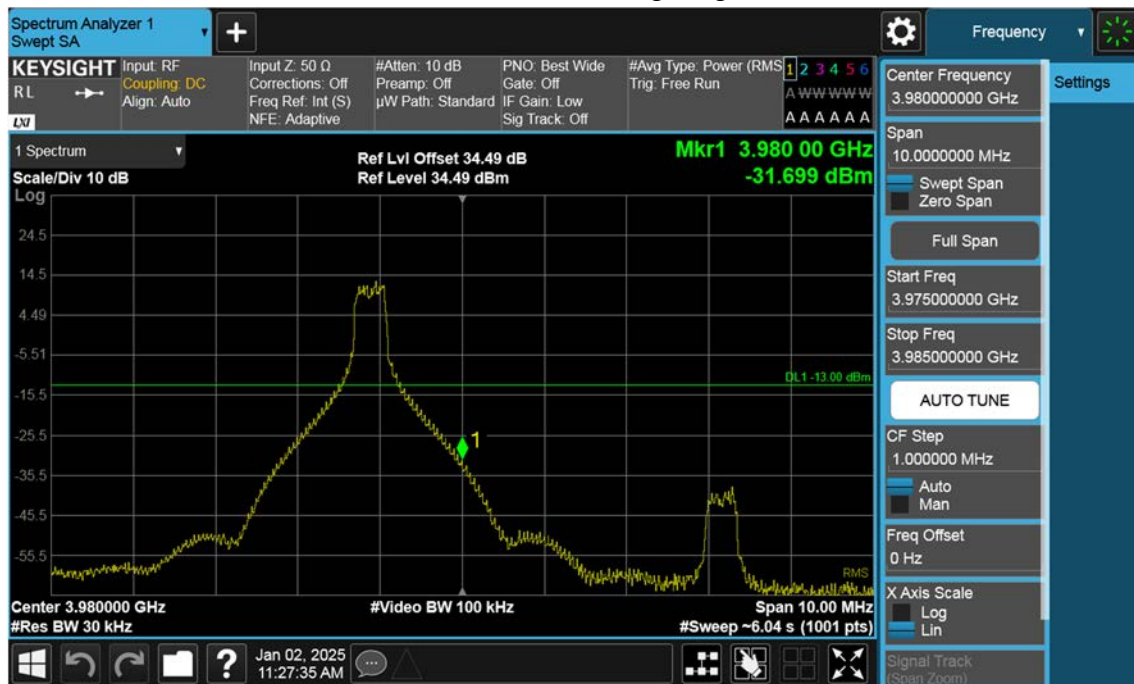 Spectrum Analyzer 1
Swept SA
+
Frequency
KEYSIGHT
RL
LXI
Input: RF
Coupling: DC
Align: Auto
Input Z: 50 Ω
Corrections: Off
Freq Ref: Int (S)
NFE: Adaptive
#Atten: 10 dB
Preamp: Off
µW Path: Standard
PNO: Best Wide
Gate: Off
IF Gain: Low
Sig Track: Off
#Avg Type: Power (RMS
Trig: Free Run
1 2 3 4 5 6
A W W W W W
A A A A A A
1 Spectrum
Scale/Div 10 dB
Ref Lvl Offset 34.49 dB
Ref Level 34.49 dBm
Mkr1 3.980 00 GHz
-31.699 dBm
Log
24.5
14.5
4.49
-5.51
-15.5
-25.5
-35.5
-45.5
-55.5
DL1 -13.00 dBm
1
RMS
Center 3.980000 GHz
#Res BW 30 kHz
#Video BW 100 kHz
Span 10.00 MHz
#Sweep ~6.04 s (1001 pts)
Center Frequency
3.980000000 GHz
Span
10.0000000 MHz
Swept Span
Zero Span
Full Span
Start Freq
3.975000000 GHz
Stop Freq
3.985000000 GHz
AUTO TUNE
CF Step
1.000000 MHz
Auto
Man
Freq Offset
0 Hz
X Axis Scale
Log
Lin
Signal Track
(Span Zoom)
Settings
?
Jan 02, 2025
11:27:35 AM